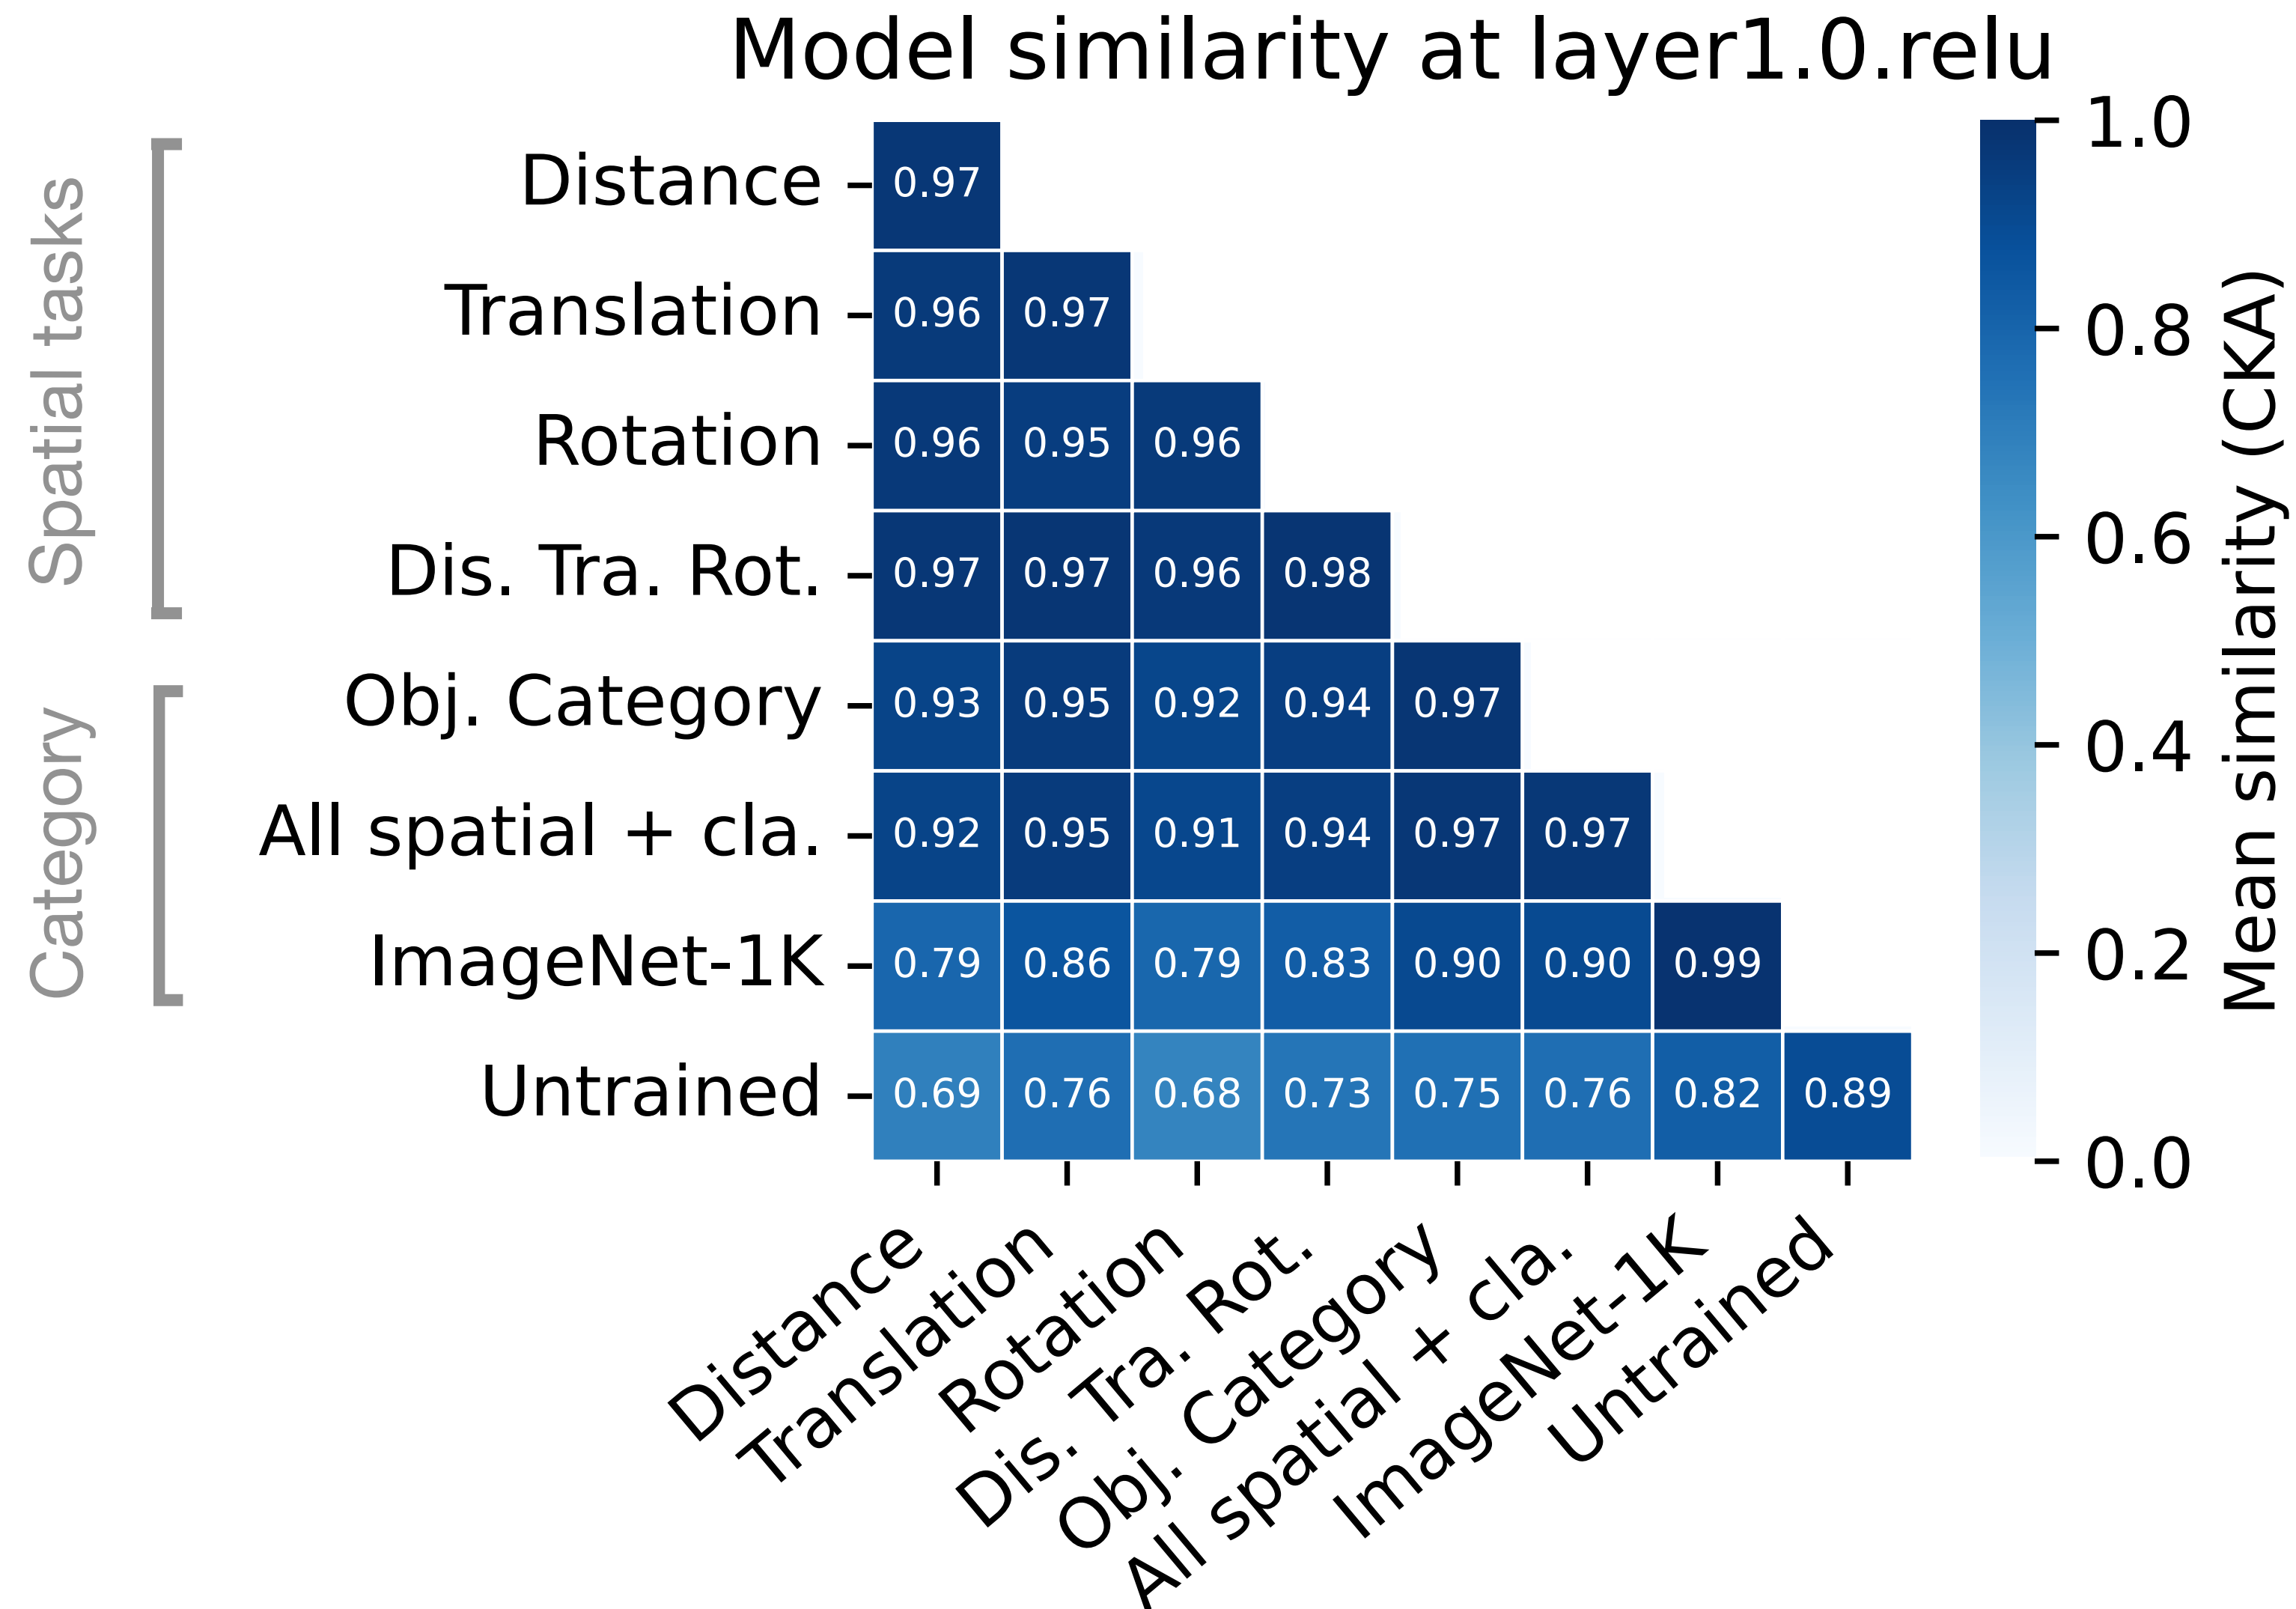 Model similarity at layer1.0.relu
Spatial tasks
Category
Distance 0.97
Translation 0.96 0.97
Rotation 0.96 0.95 0.96
Dis. Tra. Rot. 0.97 0.97 0.96 0.98
Obj. Category 0.93 0.95 0.92 0.94 0.97
All spatial + cla. 0.92 0.95 0.91 0.94 0.97 0.97
ImageNet-1K 0.79 0.86 0.79 0.83 0.90 0.90 0.99
Untrained 0.69 0.76 0.68 0.73 0.75 0.76 0.82 0.89
Distance
Translation
Rotation
Dis. Tra. Rot.
Obj. Category
All spatial + cla.
ImageNet-1K
Untrained
1.0
0.8
0.6
0.4
0.2
0.0
Mean similarity (CKA)